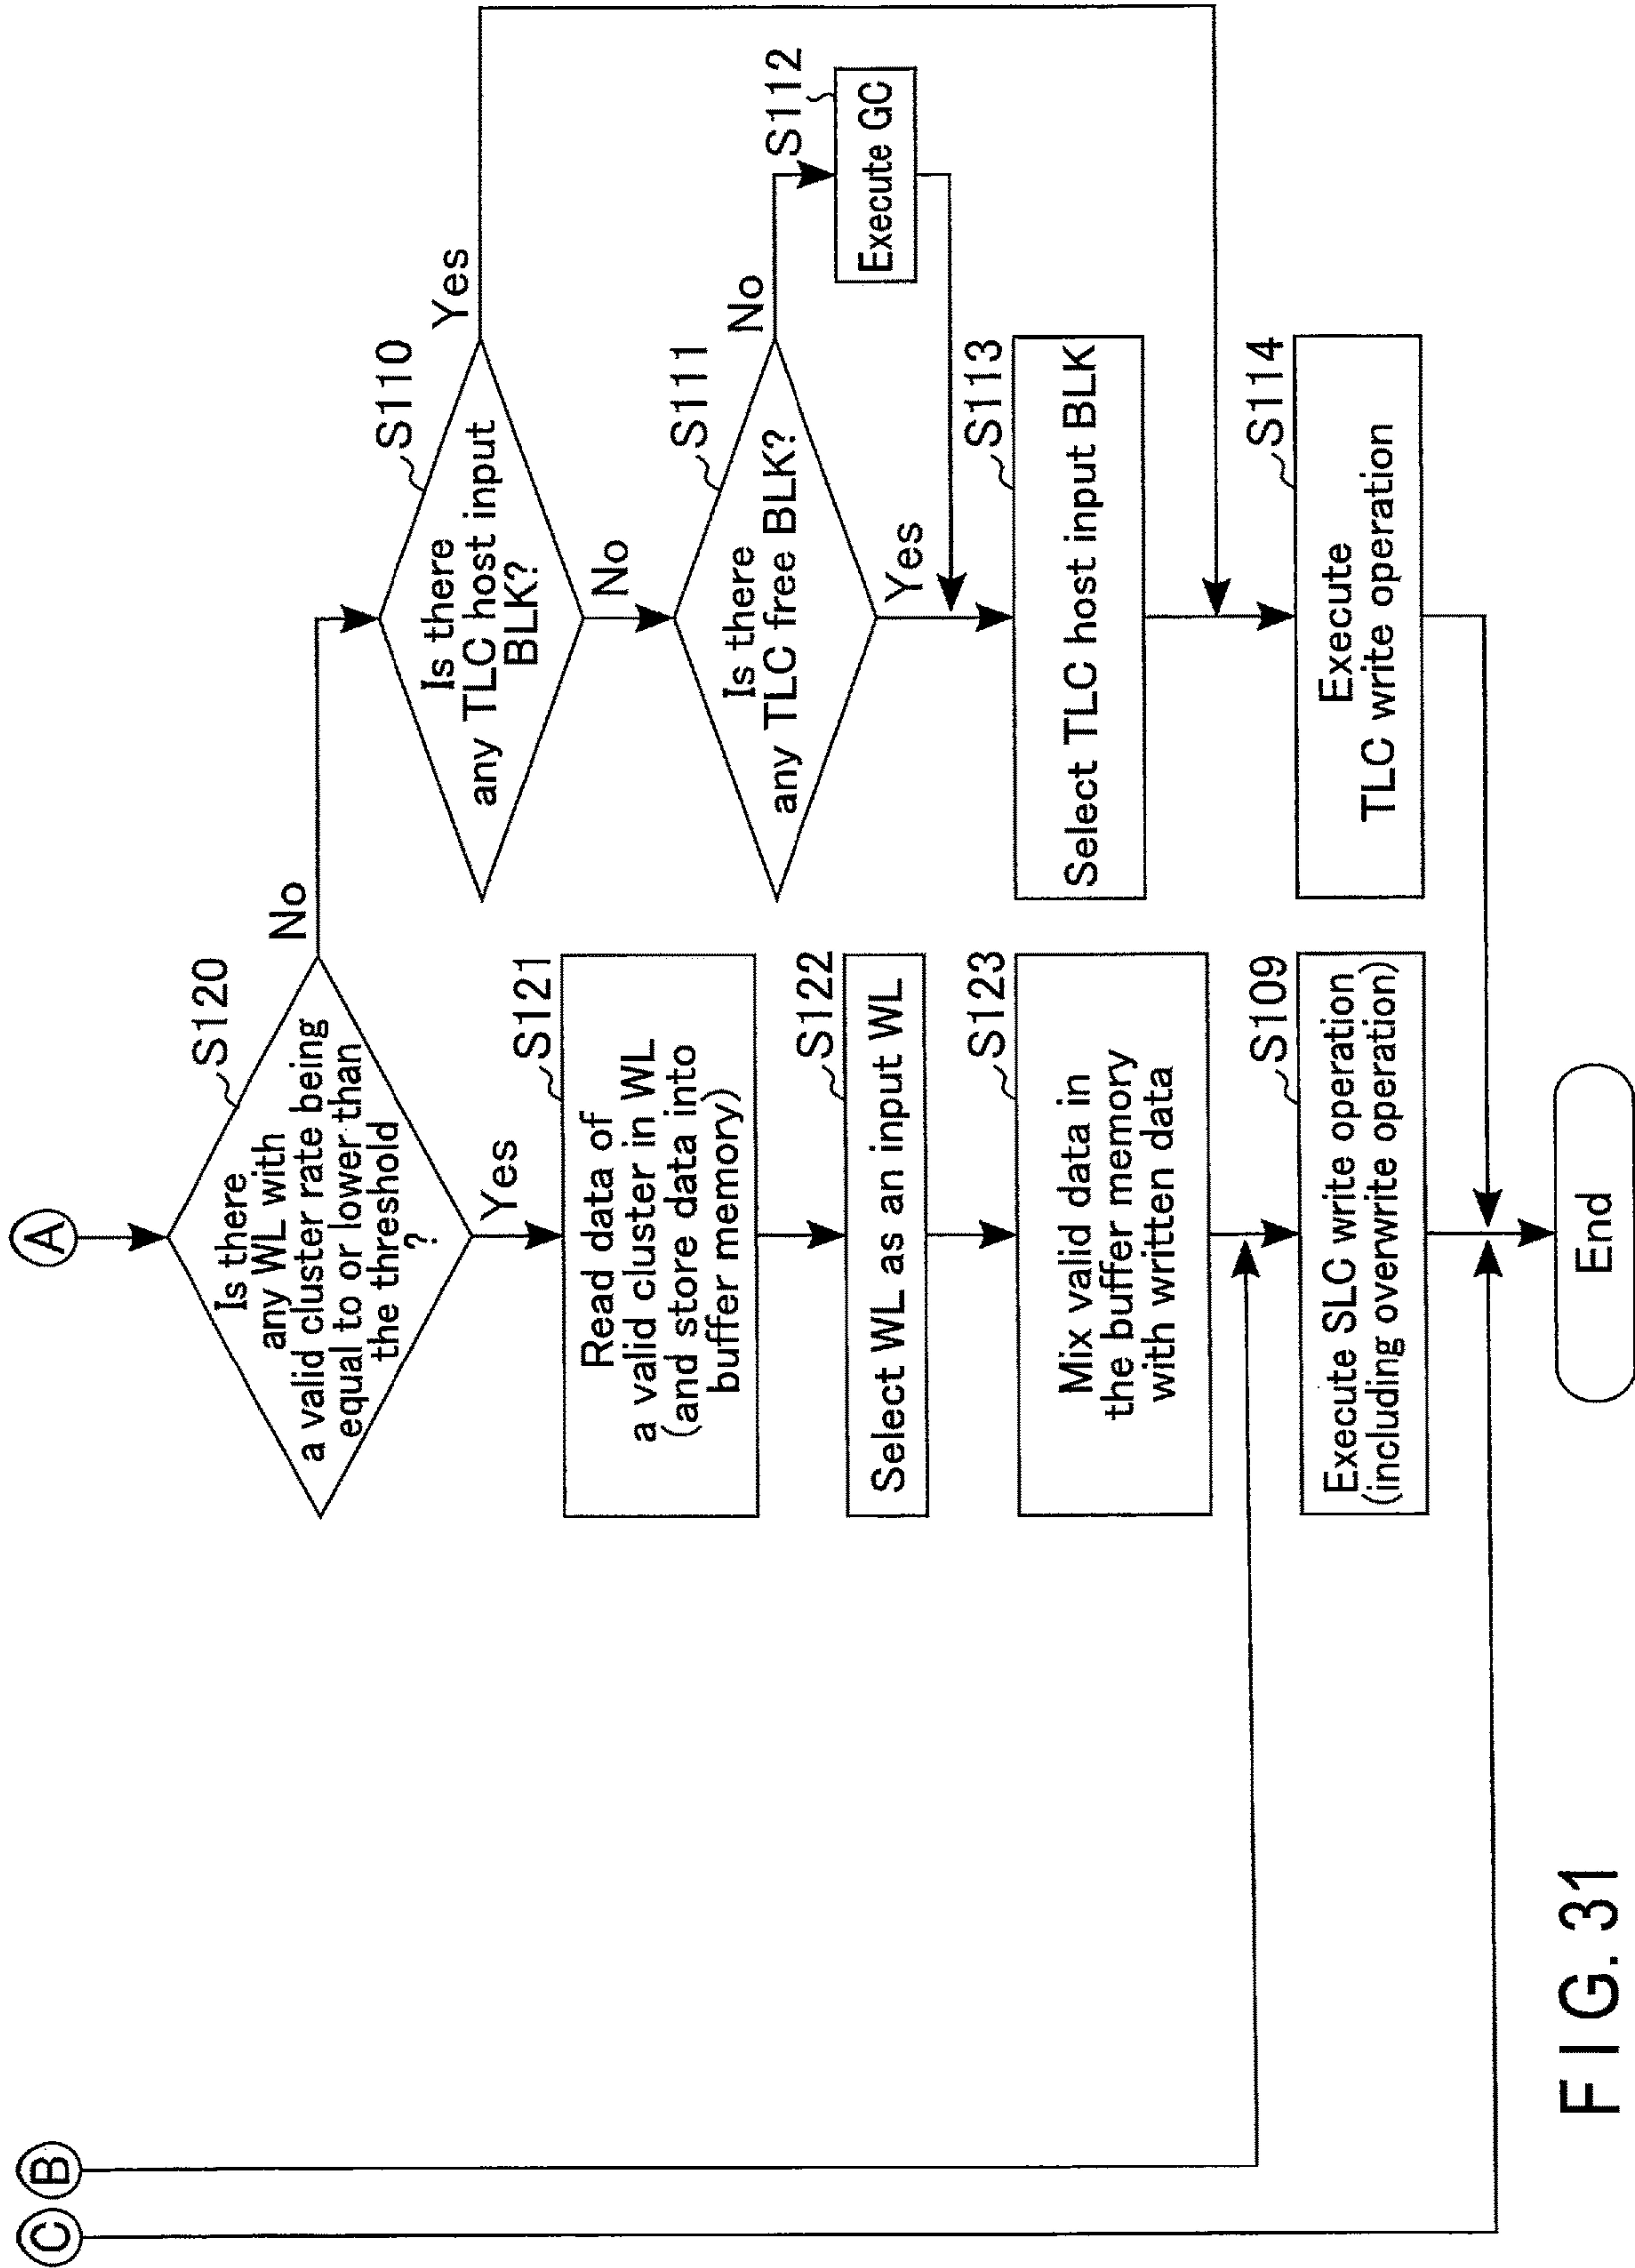 C
B
A
S120
Is there
any WL with
a valid cluster rate being
equal to or lower than
the threshold
?
No
Yes
S121
Read data of
a valid cluster in WL
(and store data into
buffer memory)
S122
Select WL as an input WL
S123
Mix valid data in
the buffer memory
with written data
S109
Execute SLC write operation
(including overwrite operation)
End
S110
Is there
any TLC host input
BLK?
Yes
No
S111
Is there
any TLC free BLK?
No
Yes
S112
Execute GC
S113
Select TLC host input BLK
S114
Execute
TLC write operation
FIG. 31